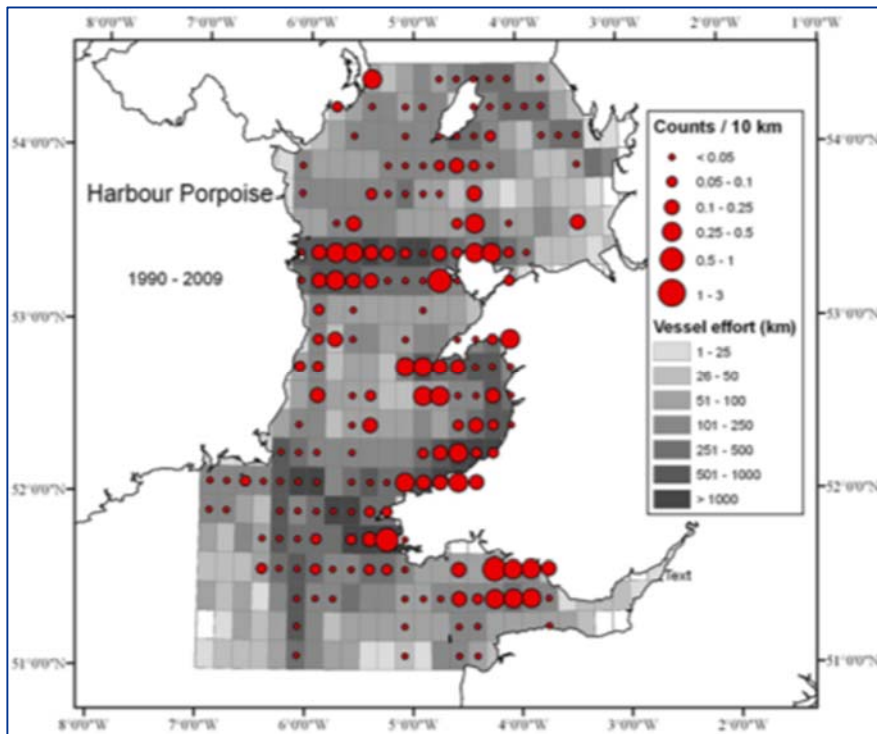 8°0'0"W 7°0'0"W 6°0'0"W 5°0'0"W 4°0'0"W 3°0'0"W 2°0'0"W 1°0'0"W
54°0'0"N 54°0'0"N
Harbour Porpoise
1990 - 2009
53°0'0"N 53°0'0"N
52°0'0"N 52°0'0"N
51°0'0"N 51°0'0"N
Counts / 10 km
< 0.05
0.05 - 0.1
0.1 - 0.25
0.25 - 0.5
0.5 - 1
1 - 3
Vessel effort (km)
1 - 25
26 - 50
51 - 100
101 - 250
251 - 500
501 - 1000
> 1000
Text
8°0'0"W 7°0'0"W 6°0'0"W 5°0'0"W 4°0'0"W 3°0'0"W 2°0'0"W 1°0'0"W